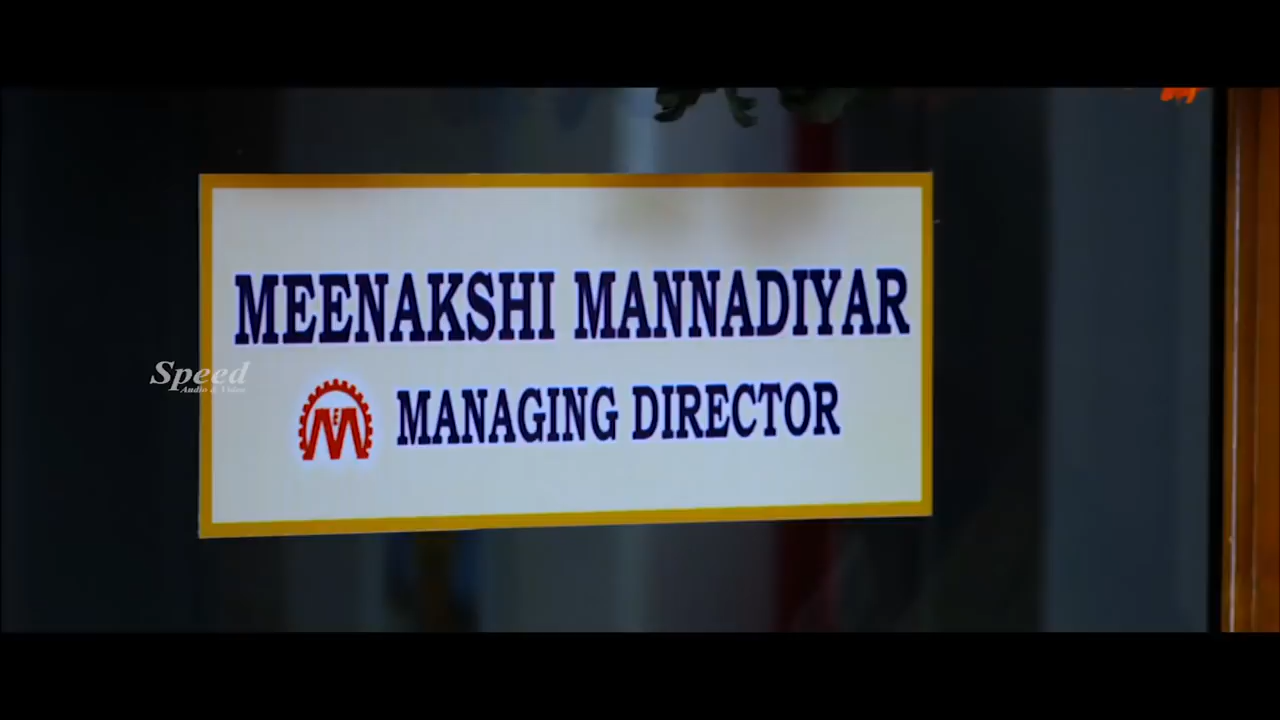 MEENAKSHI MANNADIYAR
MANAGING DIRECTOR
Speed
Audio & Video